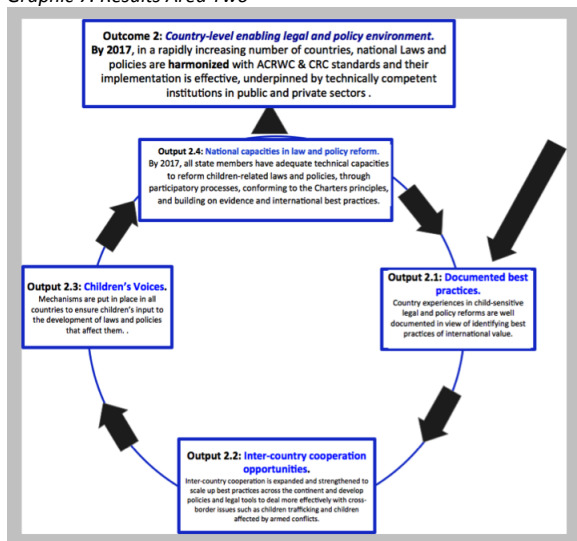 Graphic 7: Results Area Two
Outcome 2: Country-level enabling legal and policy environment.
By 2017, in a rapidly increasing number of countries, national Laws and
policies are harmonized with ACRWC & CRC standards and their
implementation is effective, underpinned by technically competent
institutions in public and private sectors .
Output 2.4: National capacities in law and policy reform.
By 2017, all state members have adequate technical capacities
to reform children-related laws and policies, through
participatory processes, conforming to the Charters principles,
and building on evidence and international best practices.
Output 2.1: Documented best
practices.
Country experiences in child-sensitive
legal and policy reforms are well
documented in view of identifying best
practices of international value.
Output 2.2: Inter-country cooperation
opportunities.
Inter-country cooperation is expanded and strengthened to
scale up best practices across the continent and develop
policies and legal tools to deal more effectively with cross-
border issues such as children trafficking and children
affected by armed conflicts.
Output 2.3: Children's Voices.
Mechanisms are put in place in all
countries to ensure children's input to
the development of laws and policies
that affect them. .